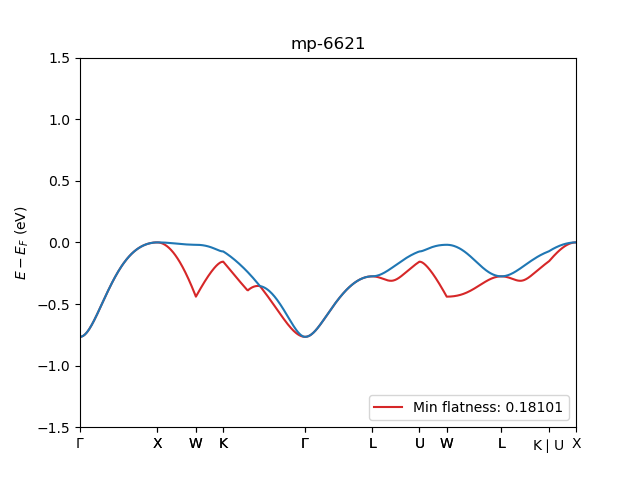 mp-6621
E − E_F (eV)
1.5
1.0
0.5
0.0
−0.5
−1.0
−1.5
Min flatness: 0.18101
Γ X W K Γ L U W L K | U X